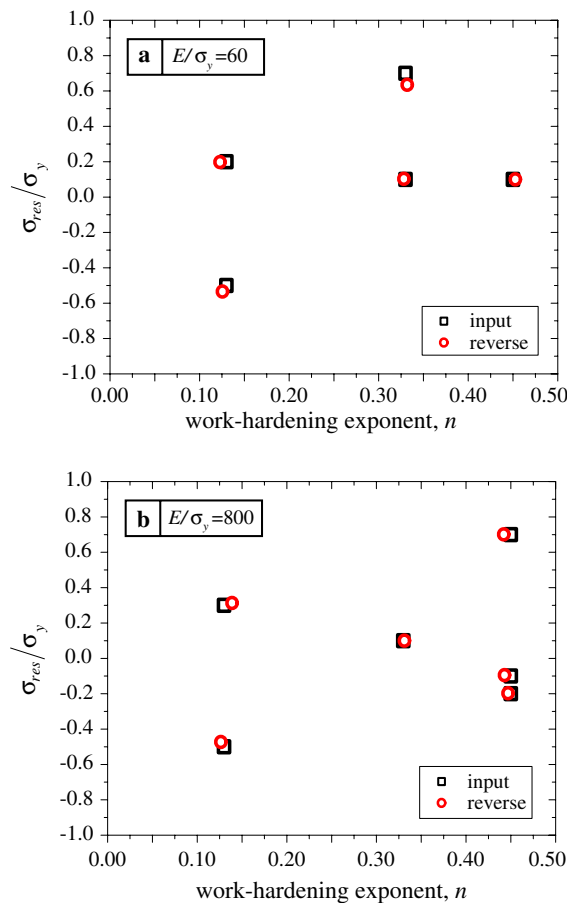 a E/σy=60
1.0
0.8
0.6
0.4
0.2
0.0
-0.2
-0.4
-0.6
-0.8
-1.0
σres/σy
input
reverse
0.00 0.10 0.20 0.30 0.40 0.50
work-hardening exponent, n
b E/σy=800
1.0
0.8
0.6
0.4
0.2
0.0
-0.2
-0.4
-0.6
-0.8
-1.0
σres/σy
input
reverse
0.00 0.10 0.20 0.30 0.40 0.50
work-hardening exponent, n